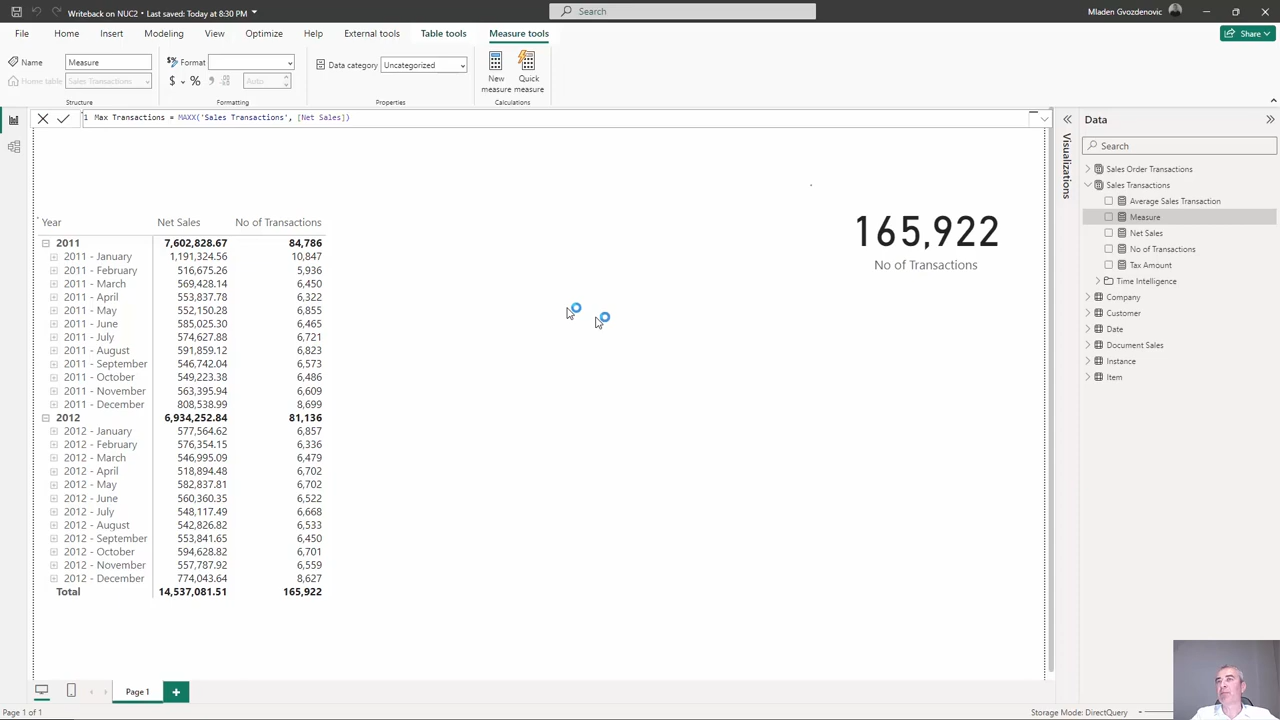 Writeback on NUC2 • Last saved: Today at 8:30 PM
Search
Mladen Gvozdenovic
File
Home
Insert
Modeling
View
Optimize
Help
External tools
Table tools
Measure tools
Share
Name
Measure
Home table
Sales Transactions
Structure
Format
$
%
Auto
Formatting
Data category
Uncategorized
Properties
New measure
Quick measure
Calculations
1 Max Transactions = MAXX('Sales Transactions', [Net Sales])
Year Net Sales No of Transactions
2011 7,602,828.67 84,786
2011 - January 1,191,324.56 10,847
2011 - February 516,675.26 5,936
2011 - March 569,428.14 6,450
2011 - April 553,837.78 6,322
2011 - May 552,150.28 6,855
2011 - June 585,025.30 6,465
2011 - July 574,627.88 6,721
2011 - August 591,859.12 6,823
2011 - September 546,742.04 6,573
2011 - October 549,223.38 6,486
2011 - November 563,395.94 6,609
2011 - December 808,538.99 8,699
2012 6,934,252.84 81,136
2012 - January 577,564.62 6,857
2012 - February 576,354.15 6,336
2012 - March 546,995.09 6,479
2012 - April 518,894.48 6,702
2012 - May 582,837.81 6,702
2012 - June 560,360.35 6,522
2012 - July 548,117.49 6,668
2012 - August 542,826.82 6,533
2012 - September 553,841.65 6,450
2012 - October 594,628.82 6,701
2012 - November 557,787.92 6,559
2012 - December 774,043.64 8,627
Total 14,537,081.51 165,922
165,922
No of Transactions
Visualizations
Data
Search
Sales Order Transactions
Sales Transactions
Average Sales Transaction
Measure
Net Sales
No of Transactions
Tax Amount
Time Intelligence
Company
Customer
Date
Document Sales
Instance
Item
Page 1
Page 1 of 1
Storage Mode: DirectQuery